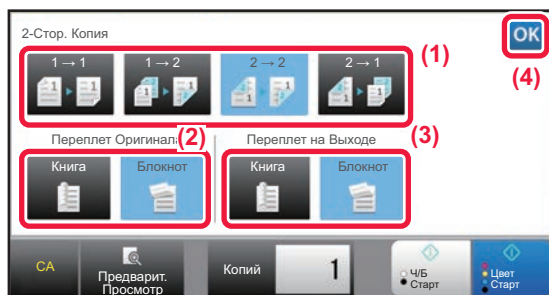 2-Стор. Копия
OK
1 → 1
1 → 2
2 → 2
2 → 1
(1)
(4)
Переплет Оригинала
(2)
Переплет на Выходе
(3)
Книга
Блокнот
Книга
Блокнот
CA
Предварит.
Просмотр
Копий
1
Ч/Б
Старт
Цвет
Старт